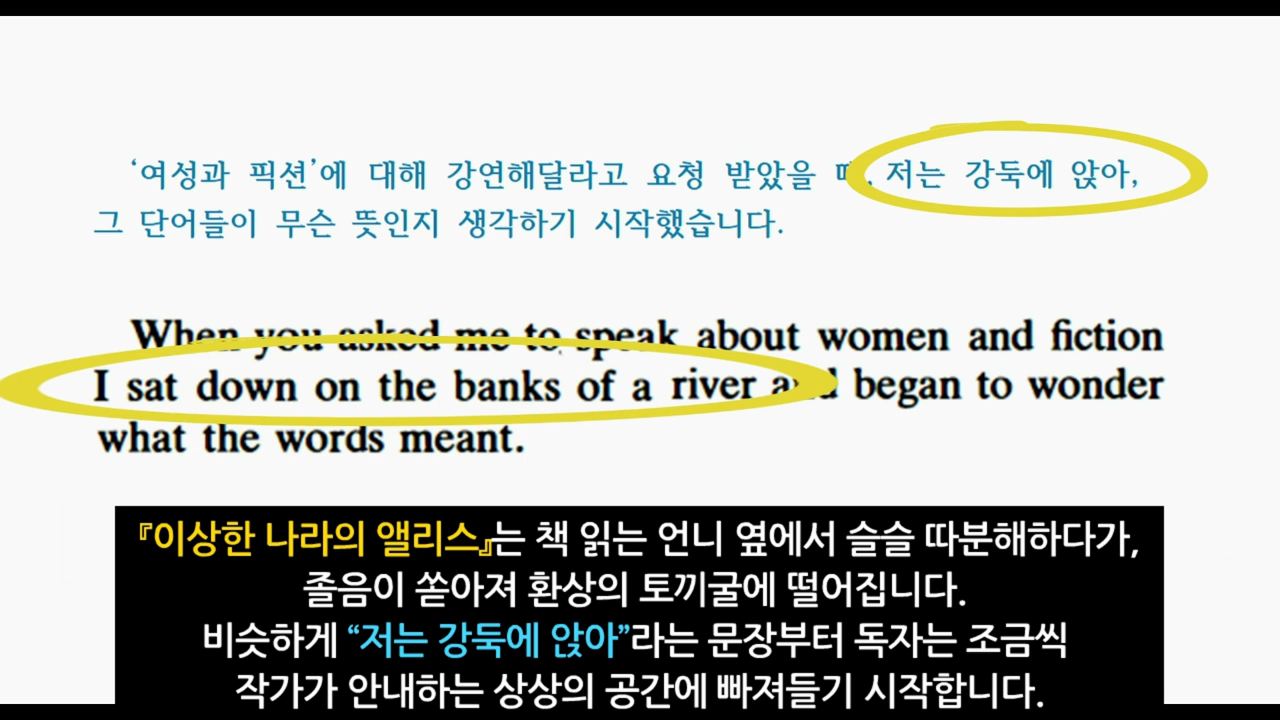 ‘여성과 픽션’에 대해 강연해달라고 요청 받았을 때, 저는 강둑에 앉아,
그 단어들이 무슨 뜻인지 생각하기 시작했습니다.
When you asked me to speak about women and fiction
I sat down on the banks of a river and began to wonder
what the words meant.
『이상한 나라의 앨리스』는 책 읽는 언니 옆에서 슬슬 따분해하다가,
졸음이 쏟아져 환상의 토끼굴에 떨어집니다.
비슷하게 “저는 강둑에 앉아”라는 문장부터 독자는 조금씩
작가가 안내하는 상상의 공간에 빠져들기 시작합니다.